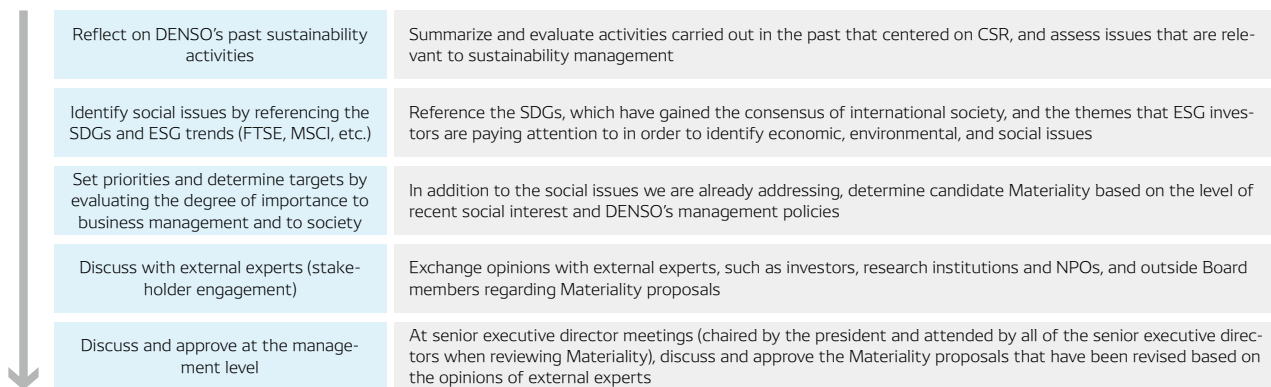 Reflect on DENSO’s past sustainability
activities
Summarize and evaluate activities carried out in the past that centered on CSR, and assess issues that are rele-
vant to sustainability management
Identify social issues by referencing the
SDGs and ESG trends (FTSE, MSCI, etc.)
Reference the SDGs, which have gained the consensus of international society, and the themes that ESG inves-
tors are paying attention to in order to identify economic, environmental, and social issues
Set priorities and determine targets by
evaluating the degree of importance to
business management and to society
In addition to the social issues we are already addressing, determine candidate Materiality based on the level of
recent social interest and DENSO’s management policies
Discuss with external experts (stake-
holder engagement)
Exchange opinions with external experts, such as investors, research institutions and NPOs, and outside Board
members regarding Materiality proposals
Discuss and approve at the manage-
ment level
At senior executive director meetings (chaired by the president and attended by all of the senior executive direc-
tors when reviewing Materiality), discuss and approve the Materiality proposals that have been revised based on
the opinions of external experts